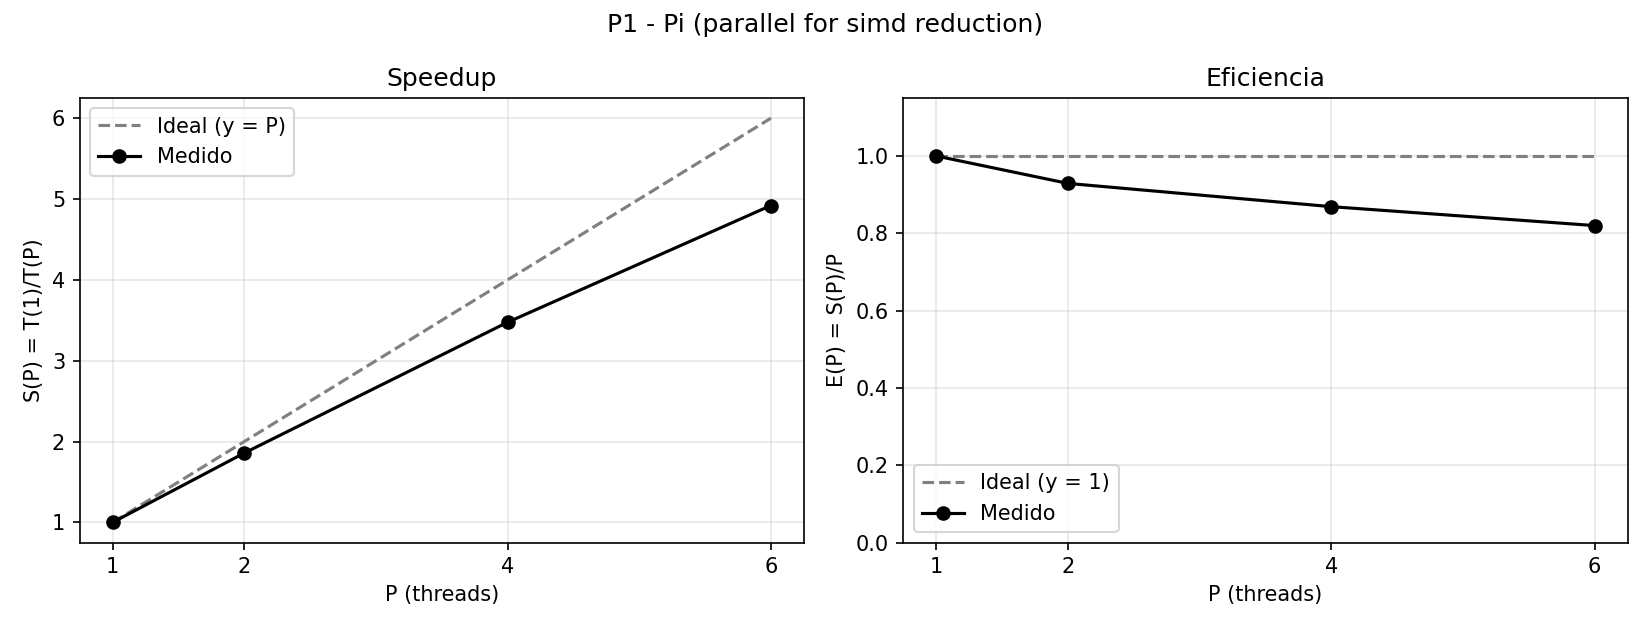 P1 - Pi (parallel for simd reduction)
Speedup
S(P) = T(1)/T(P)
6
5
4
3
2
1
Ideal (y = P)
Medido
1 2 4 6
P (threads)
Eficiencia
E(P) = S(P)/P
1.0
0.8
0.6
0.4
0.2
0.0
Ideal (y = 1)
Medido
1 2 4 6
P (threads)